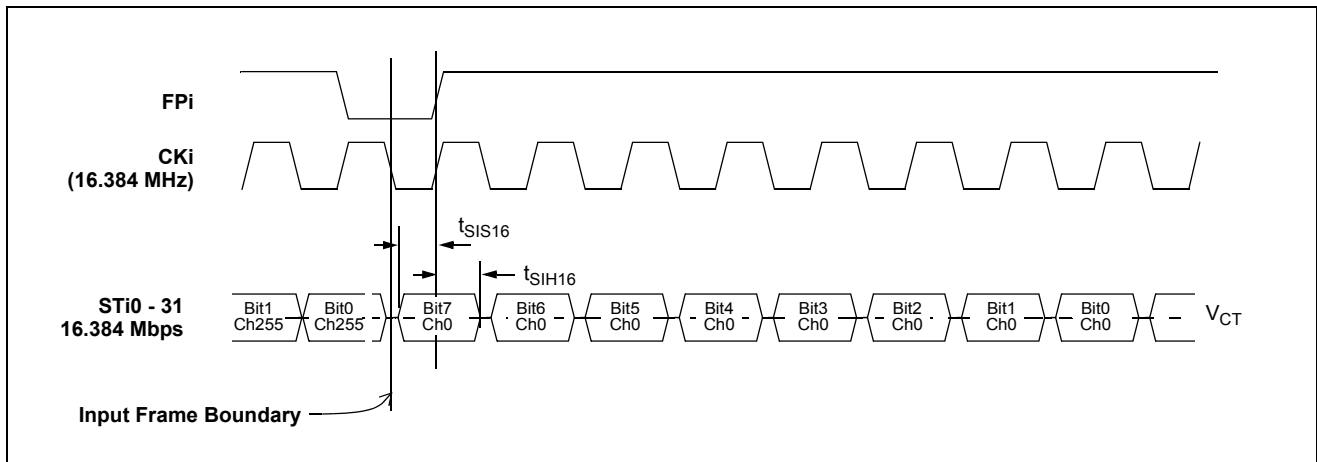 FPi
CKi
(16.384 MHz)
tSIS16
tSIH16
STi0 - 31
16.384 Mbps
Bit1 Ch255
Bit0 Ch255
Bit7 Ch0
Bit6 Ch0
Bit5 Ch0
Bit4 Ch0
Bit3 Ch0
Bit2 Ch0
Bit1 Ch0
Bit0 Ch0
VCT
Input Frame Boundary